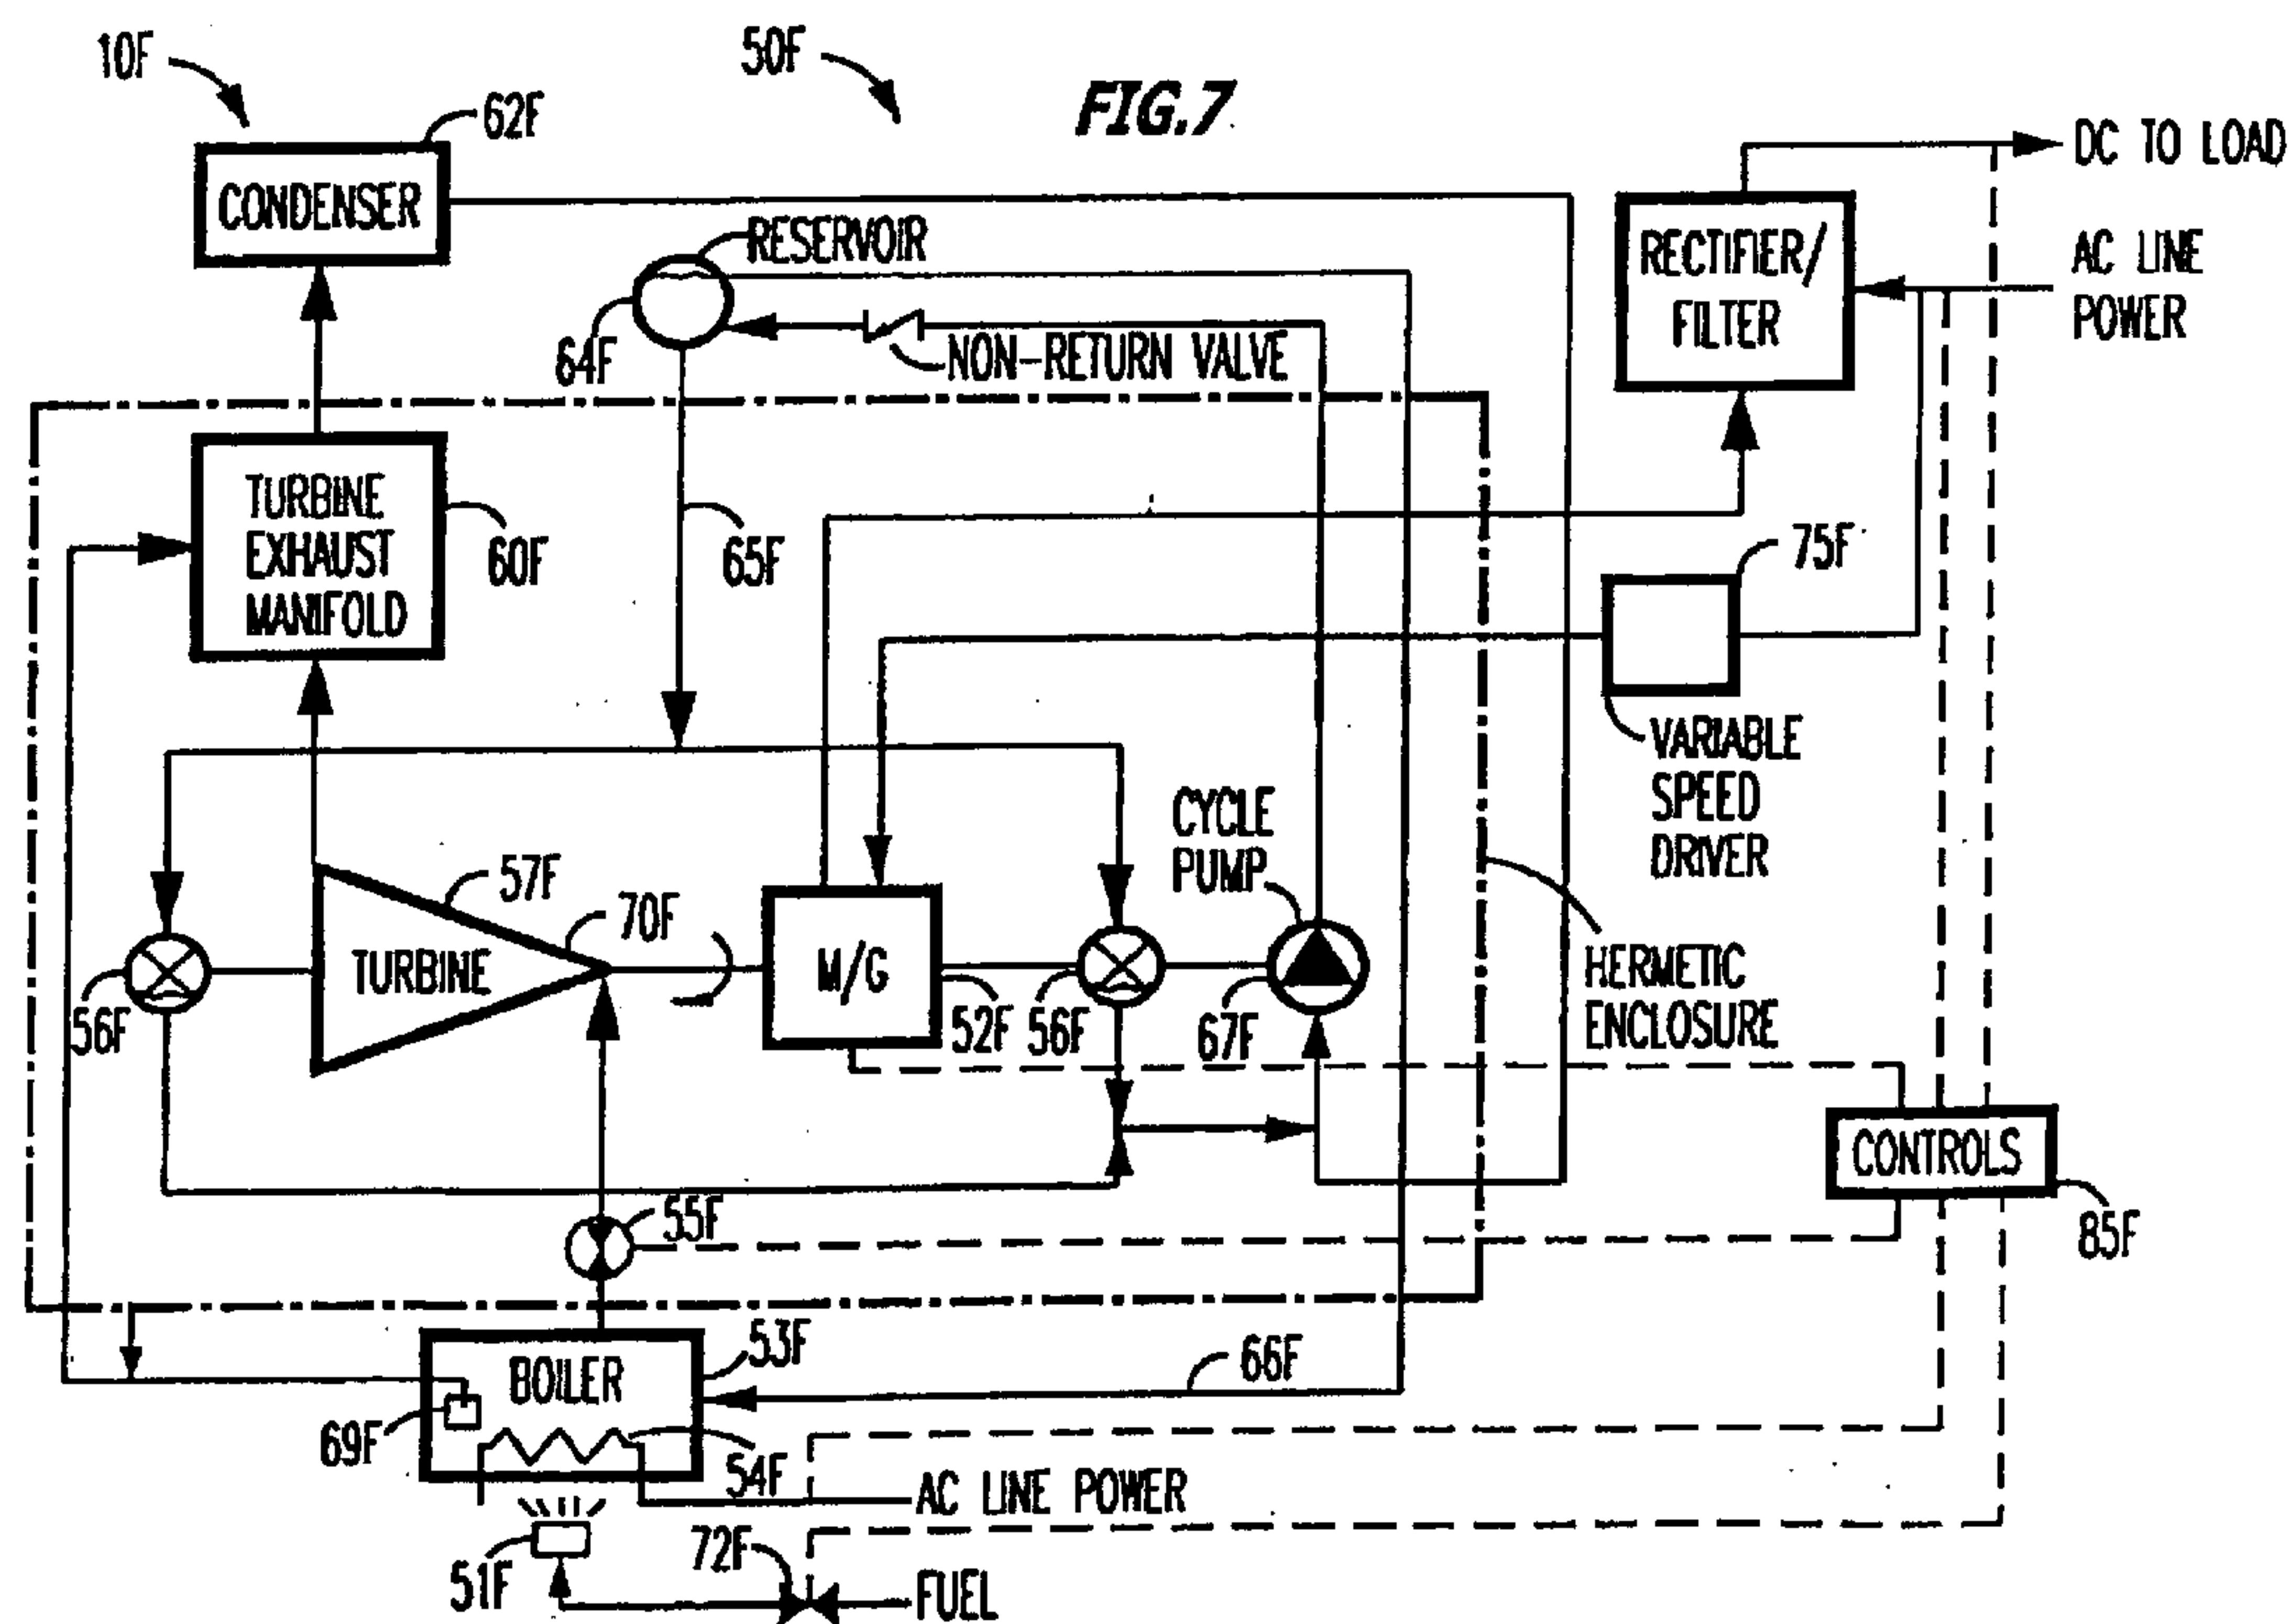 10F
50F
FIG.7
62F
CONDENSER
DC TO LOAD
RESERVOIR
RECTIFIER/
FILTER
AC LINE
POWER
64F
NON-RETURN VALVE
TURBINE
EXHAUST
MANIFOLD
60F
65F
75F
VARIABLE
SPEED
DRIVER
CYCLE
PUMP
57F
70F
TURBINE
M/G
HERMETIC
ENCLOSURE
56F
52F
56F
67F
CONTROLS
85F
55F
53F
BOILER
66F
69F
54F
AC LINE POWER
51F
72F
FUEL